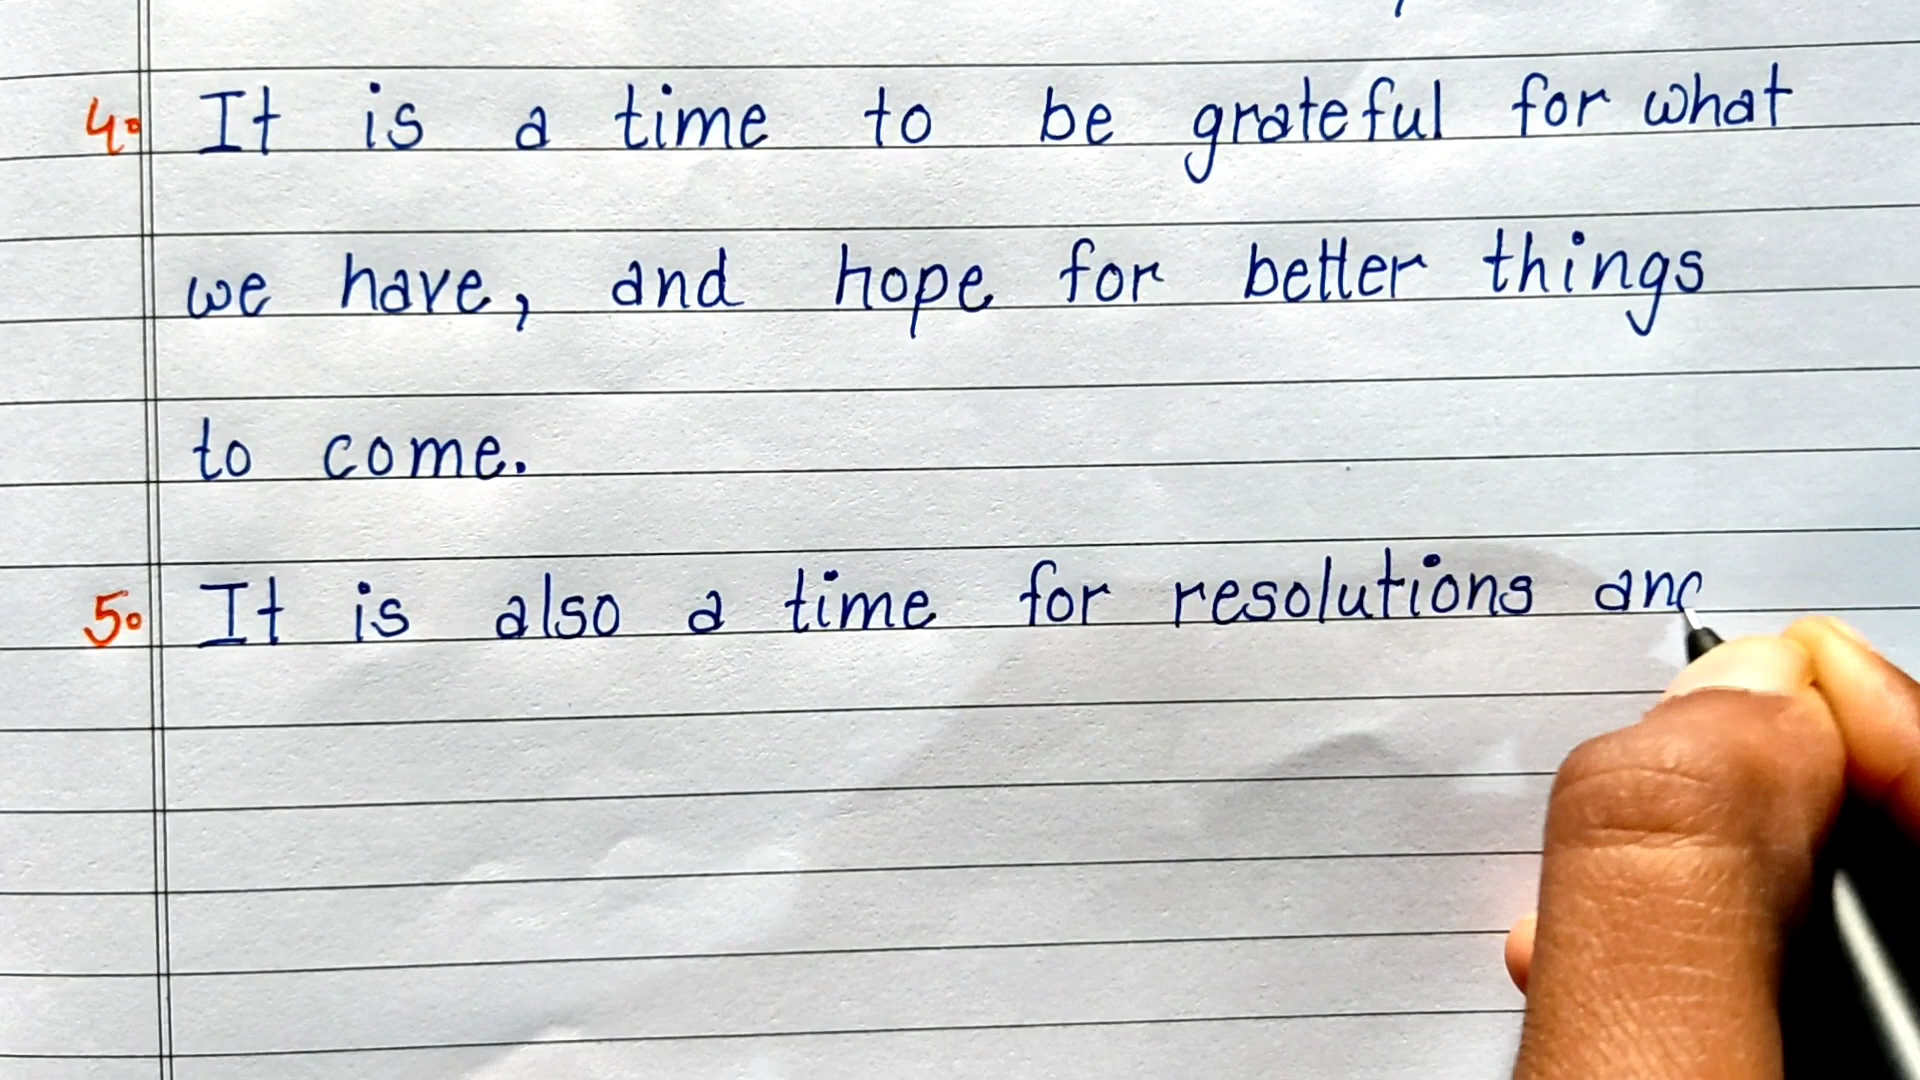 4. It is a time to be grateful for what
we have, and hope for better things
to come.
5. It is also a time for resolutions